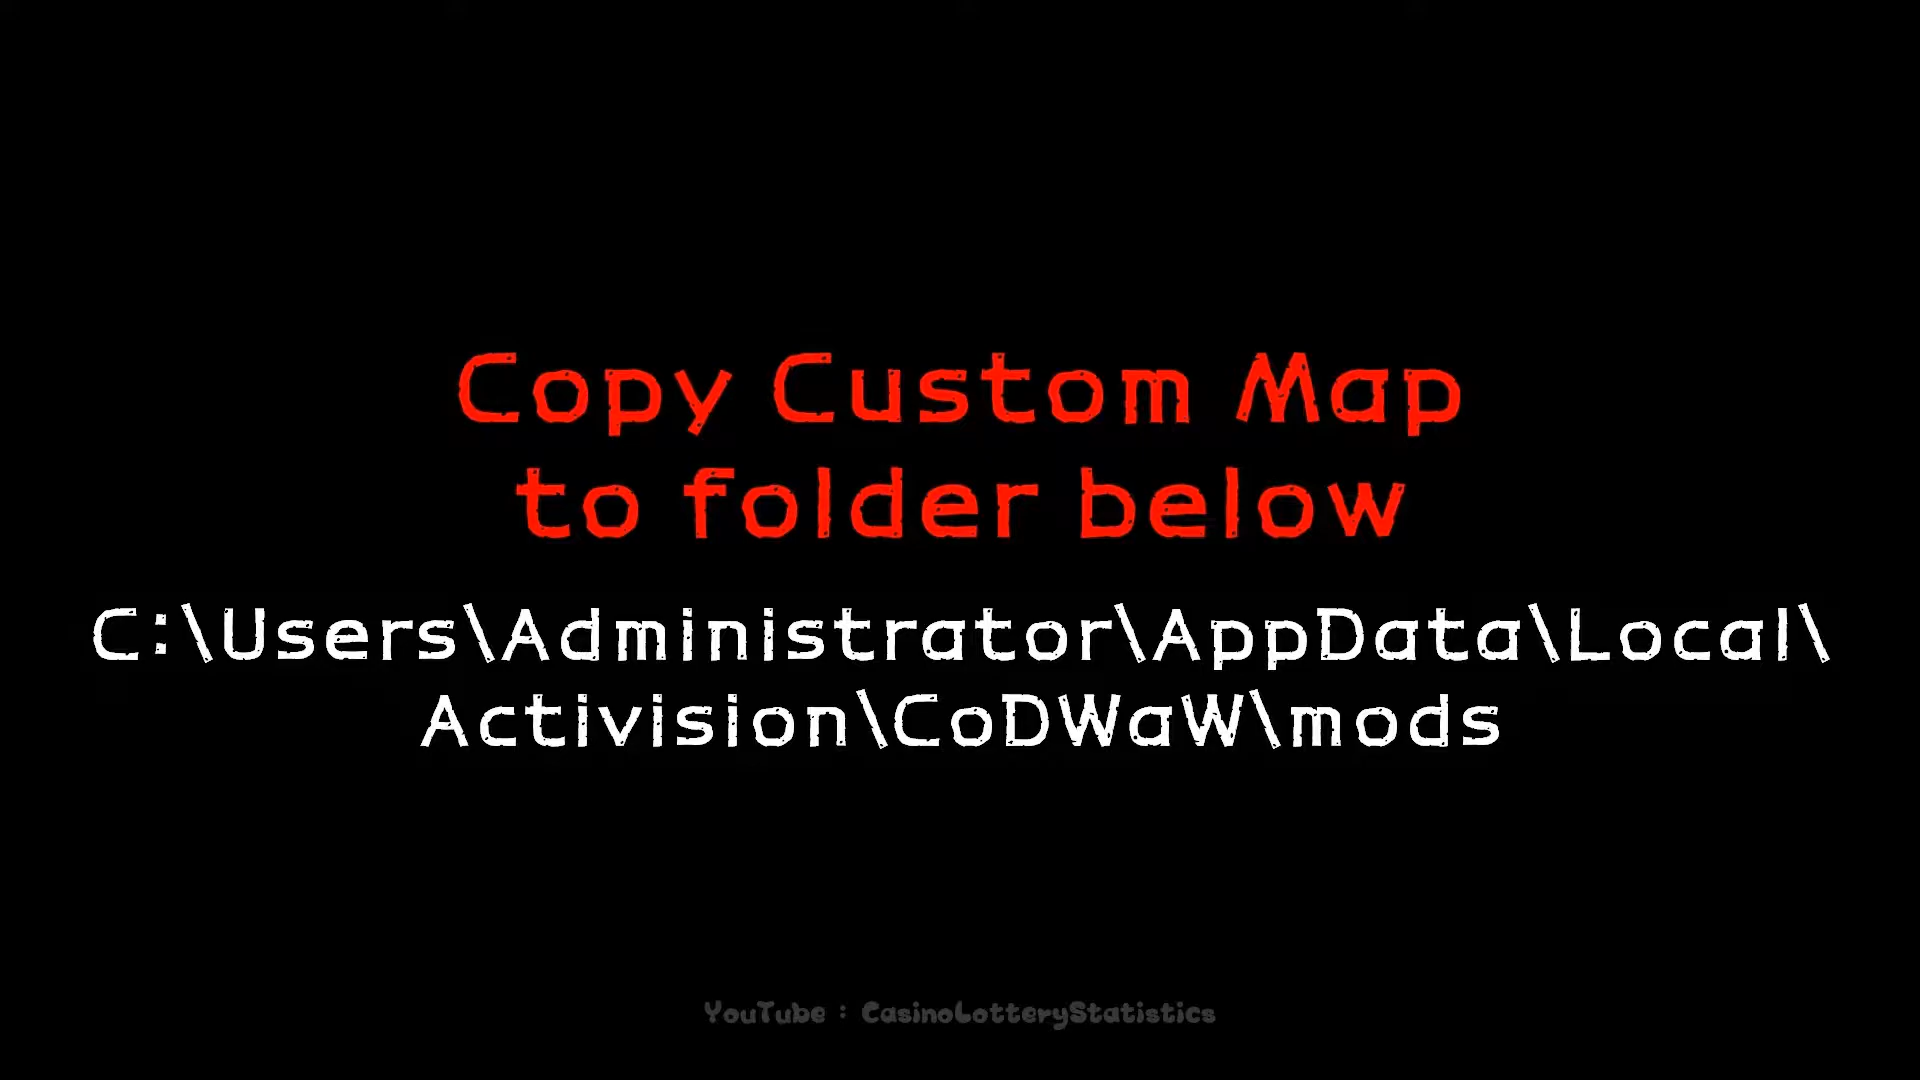 Copy Custom Map
to folder below
C:\Users\Administrator\AppData\Local\
Activision\CoDWaW\mods
YouTube : CasinoLotteryStatistics